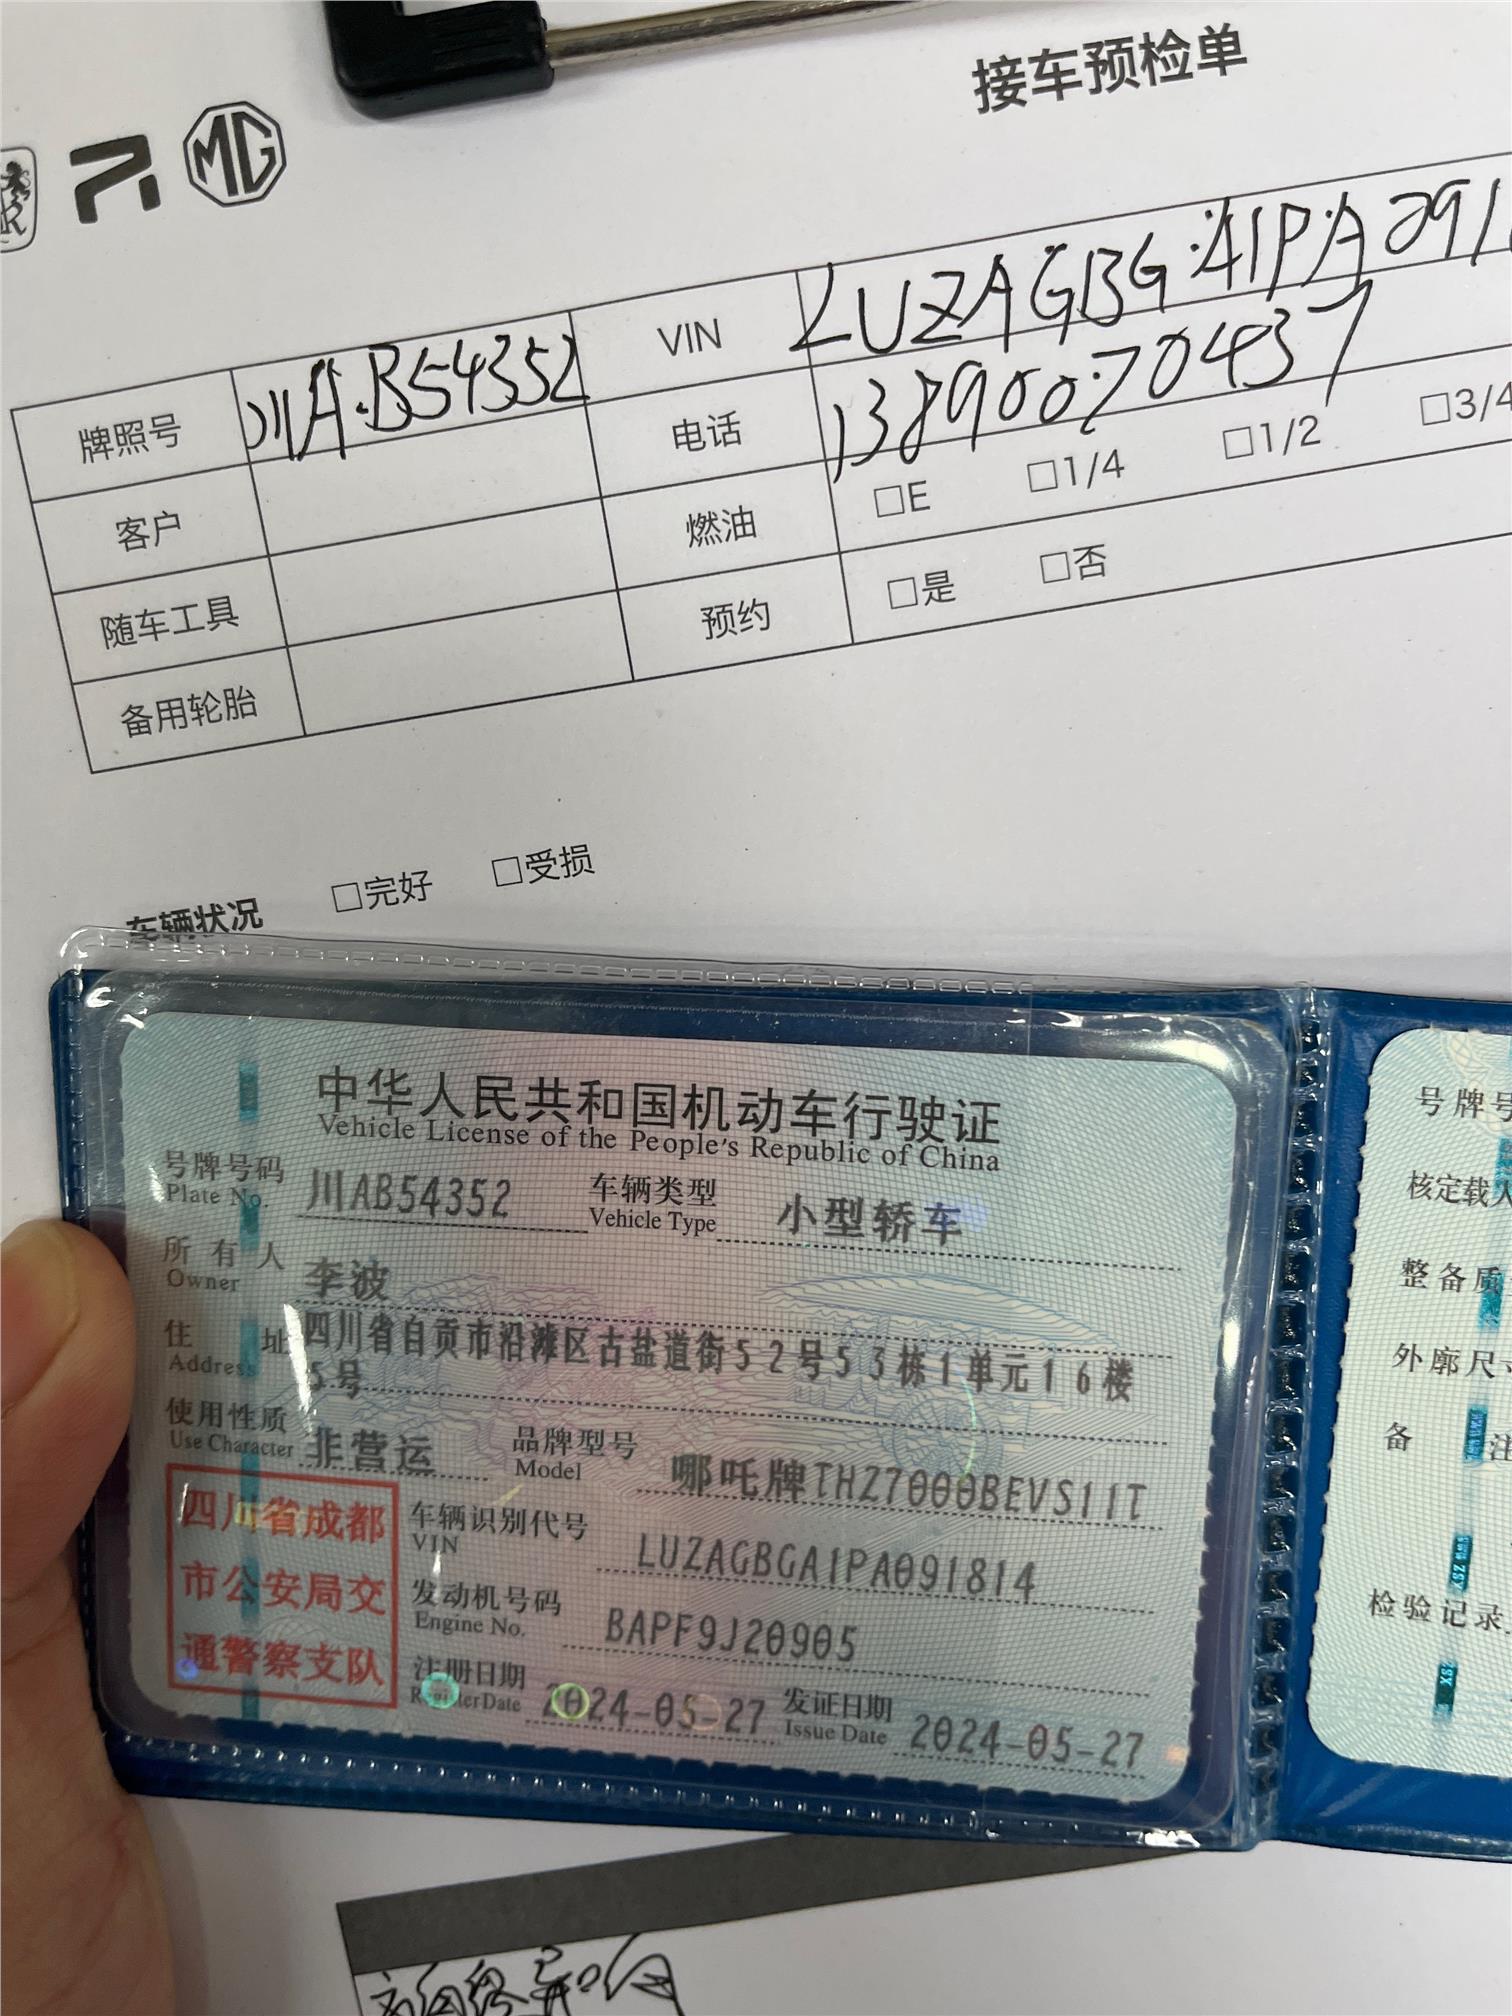 接车预检单
MG
牌照号 川A.B54352 VIN LUZAGBGA1PA091
客户 电话 13890070437
随车工具 燃油 □E □1/4 □1/2 □3/4
备用轮胎 预约 □是 □否
车辆状况 □完好 □受损
中华人民共和国机动车行驶证
Vehicle License of the People's Republic of China
号牌号码 川AB54352 车辆类型 小型轿车
Plate No. Vehicle Type
所有人 李波
Owner
住址 四川省自贡市沿滩区古盐道街52号53栋1单元16楼
Address 5号
使用性质 非营运 品牌型号 哪吒牌THZ7000BEVS11T
Use Character Model
四川省成都
市公安局交
通警察支队
车辆识别代号 LUZAGBGA1PA091814
VIN
发动机号码 BAPF9J20905
Engine No.
注册日期 2024-05-27 发证日期 2024-05-27
Register Date Issue Date
号牌号
核定载人
整备质
外廓尺寸
备注
检验记录